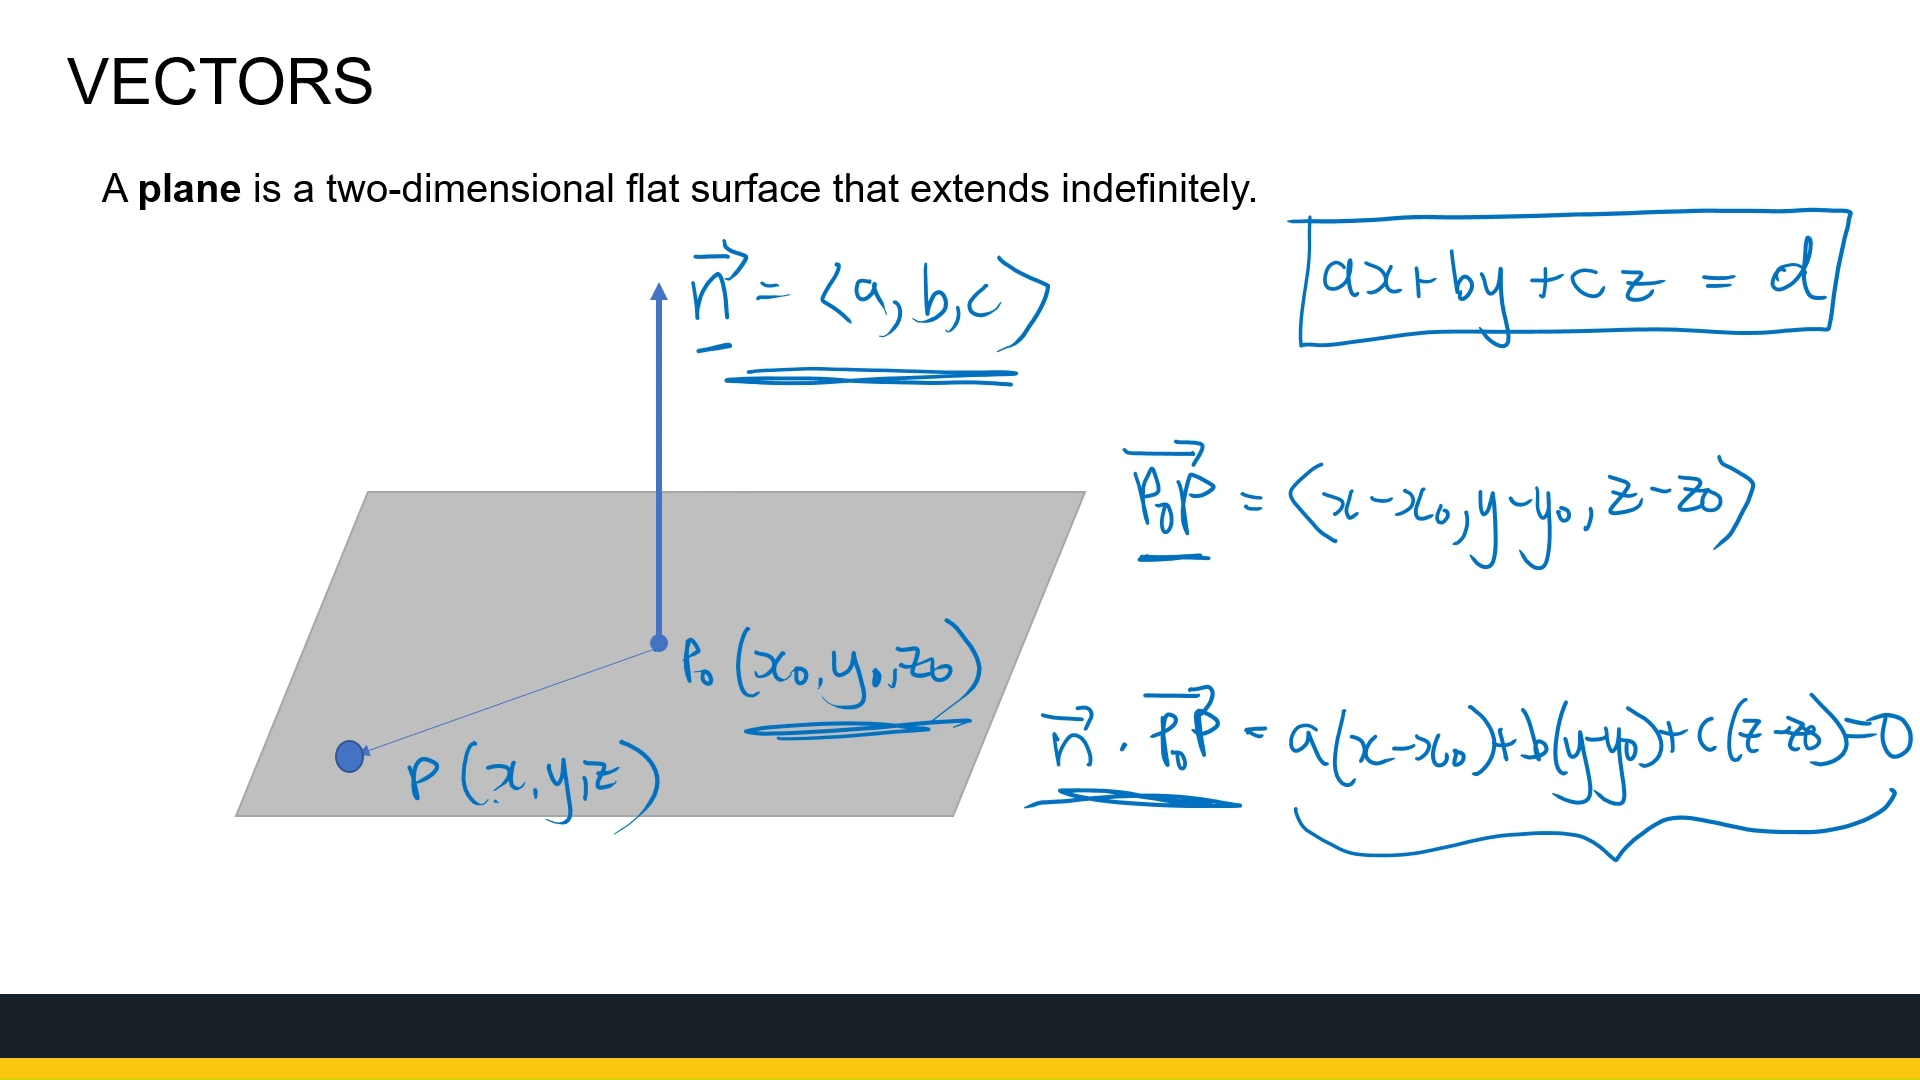 VECTORS
A plane is a two-dimensional flat surface that extends indefinitely.
ax+by+cz = d
n⃗ = ⟨a, b, c⟩
P₀P⃗ = ⟨x-x₀, y-y₀, z-z₀⟩
P₀ (x₀, y₀, z₀)
n⃗ · P₀P⃗ = a(x-x₀)+b(y-y₀)+c(z-z₀)=0
P (x, y, z)